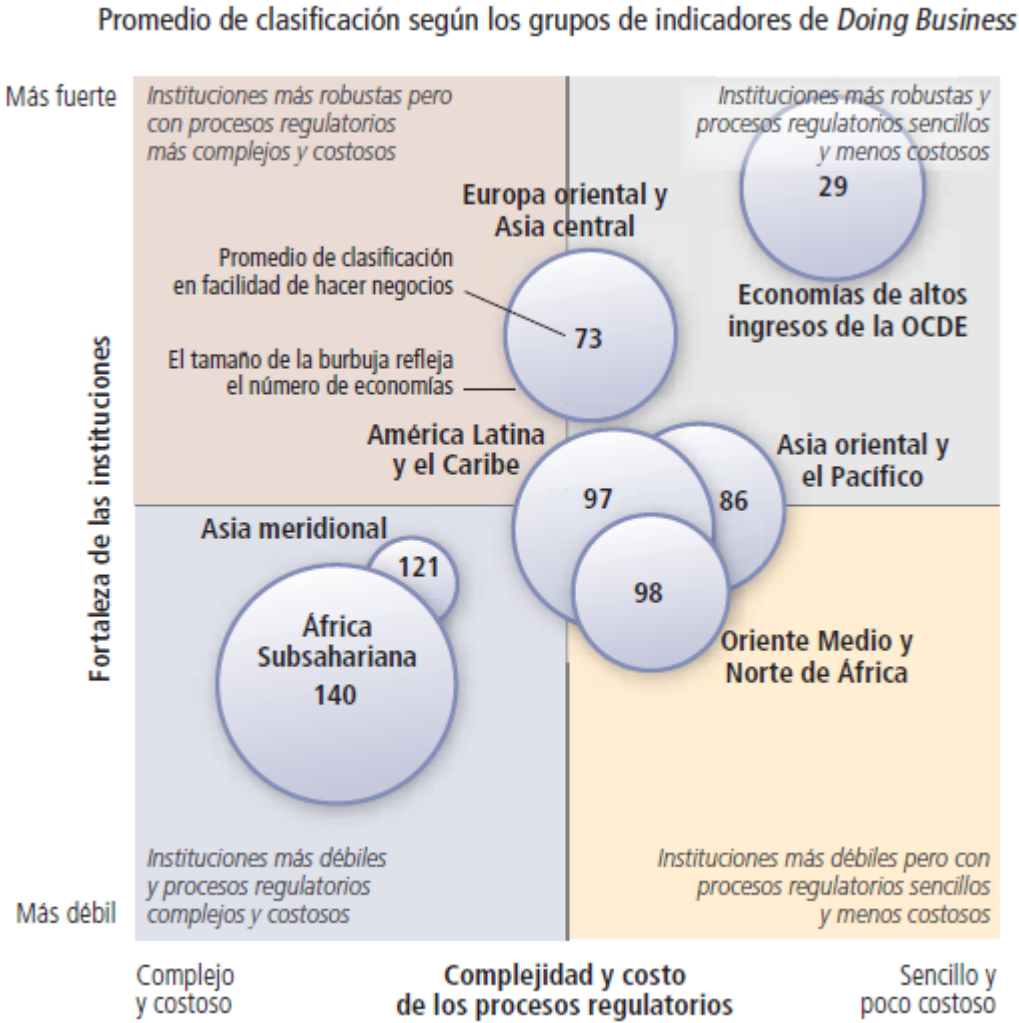 Promedio de clasificación según los grupos de indicadores de Doing Business
Más fuerte
Instituciones más robustas pero
con procesos regulatorios
más complejos y costosos
Instituciones más robustas y
procesos regulatorios sencillos
y menos costosos
29
Economías de altos
ingresos de la OCDE
Europa oriental y
Asia central
Promedio de clasificación
en facilidad de hacer negocios
73
El tamaño de la burbuja refleja
el número de economías
América Latina
y el Caribe
97
Asia oriental y
el Pacífico
86
Asia meridional
121
98
Oriente Medio y
Norte de África
África
Subsahariana
140
Fortaleza de las instituciones
Instituciones más débiles
y procesos regulatorios
complejos y costosos
Instituciones más débiles pero con
procesos regulatorios sencillos
y menos costosos
Más débil
Complejo
y costoso
Complejidad y costo
de los procesos regulatorios
Sencillo y
poco costoso